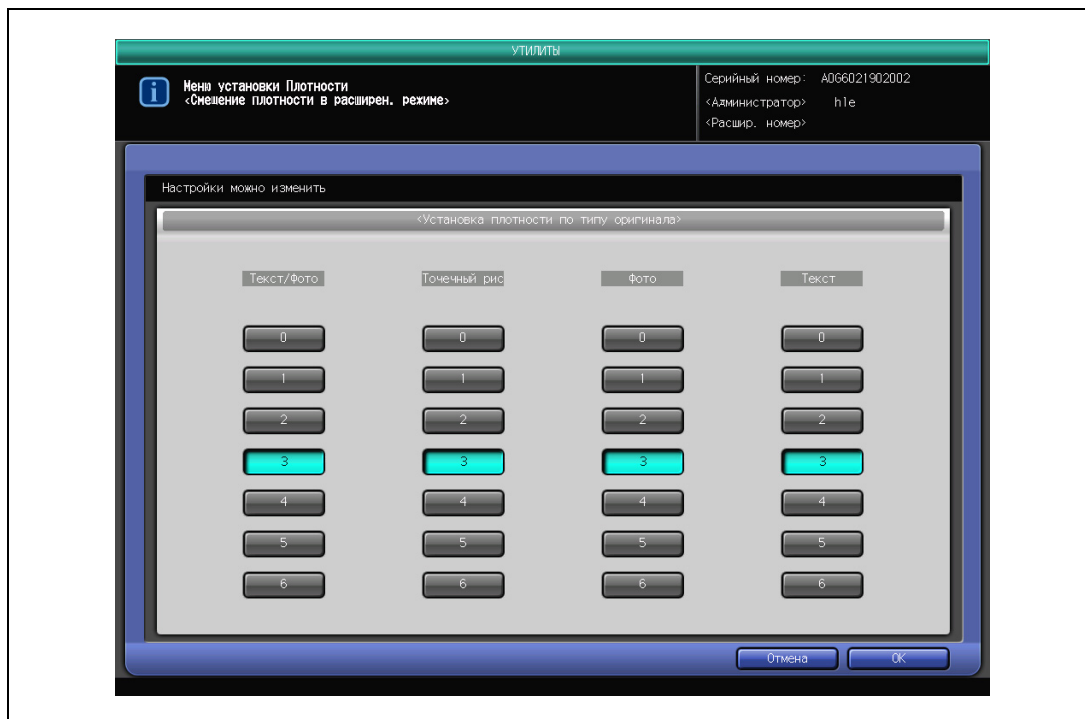 УТИЛИТЫ
Меню установки Плотности
<Смешение плотности в расширен. режиме>
Серийный номер: A0G6021902002
<Администратор> hle
<Расшир. номер>
Настройки можно изменить
<Установка плотности по типу оригинала>
Текст/Фото Точечный рис Фото Текст
0 0 0 0
1 1 1 1
2 2 2 2
3 3 3 3
4 4 4 4
5 5 5 5
6 6 6 6
Отмена OK